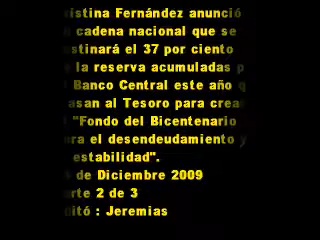 istina Fernández anunció
cadena nacional que se
stinará el 37 por ciento
la reserva acumuladas p
Banco Central este año q
asan al Tesoro para crea
"Fondo del Bicentenario
ra el desendeudamiento y
estabilidad".
de Diciembre 2009
arte 2 de 3
ditó : Jeremias